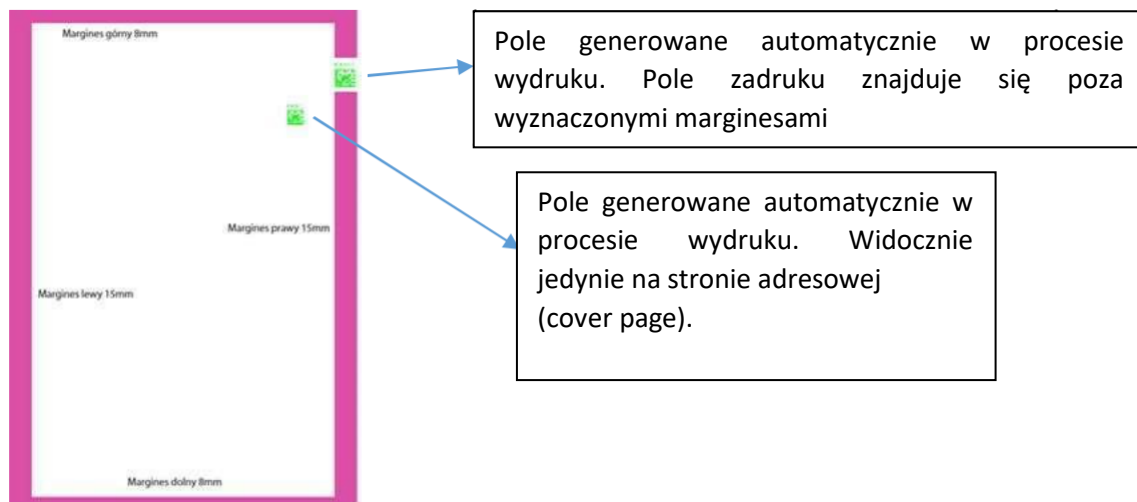 Margines górny 8mm
Pole generowane automatycznie w procesie
wydruku. Pole zadruku znajduje się poza
wyznaczonymi marginesami
Pole generowane automatycznie w
procesie wydruku. Widocznie
jedynie na stronie adresowej
(cover page).
Margines prawy 15mm
Margines lewy 15mm
Margines dolny 8mm